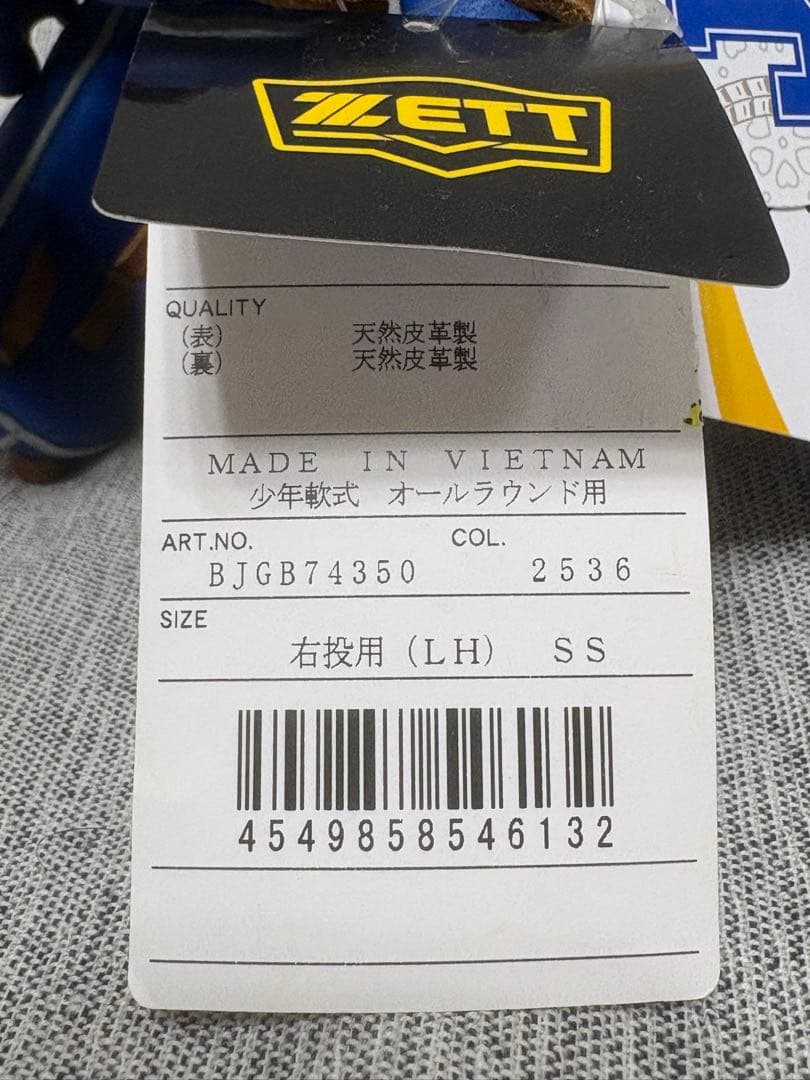 ZETT
QUALITY
(表) 天然皮革製
(裏) 天然皮革製
MADE IN VIETNAM
少年軟式 オールラウンド用
ART.NO. COL.
BJGB74350 2536
SIZE
右投用(LH) SS
4549858546132